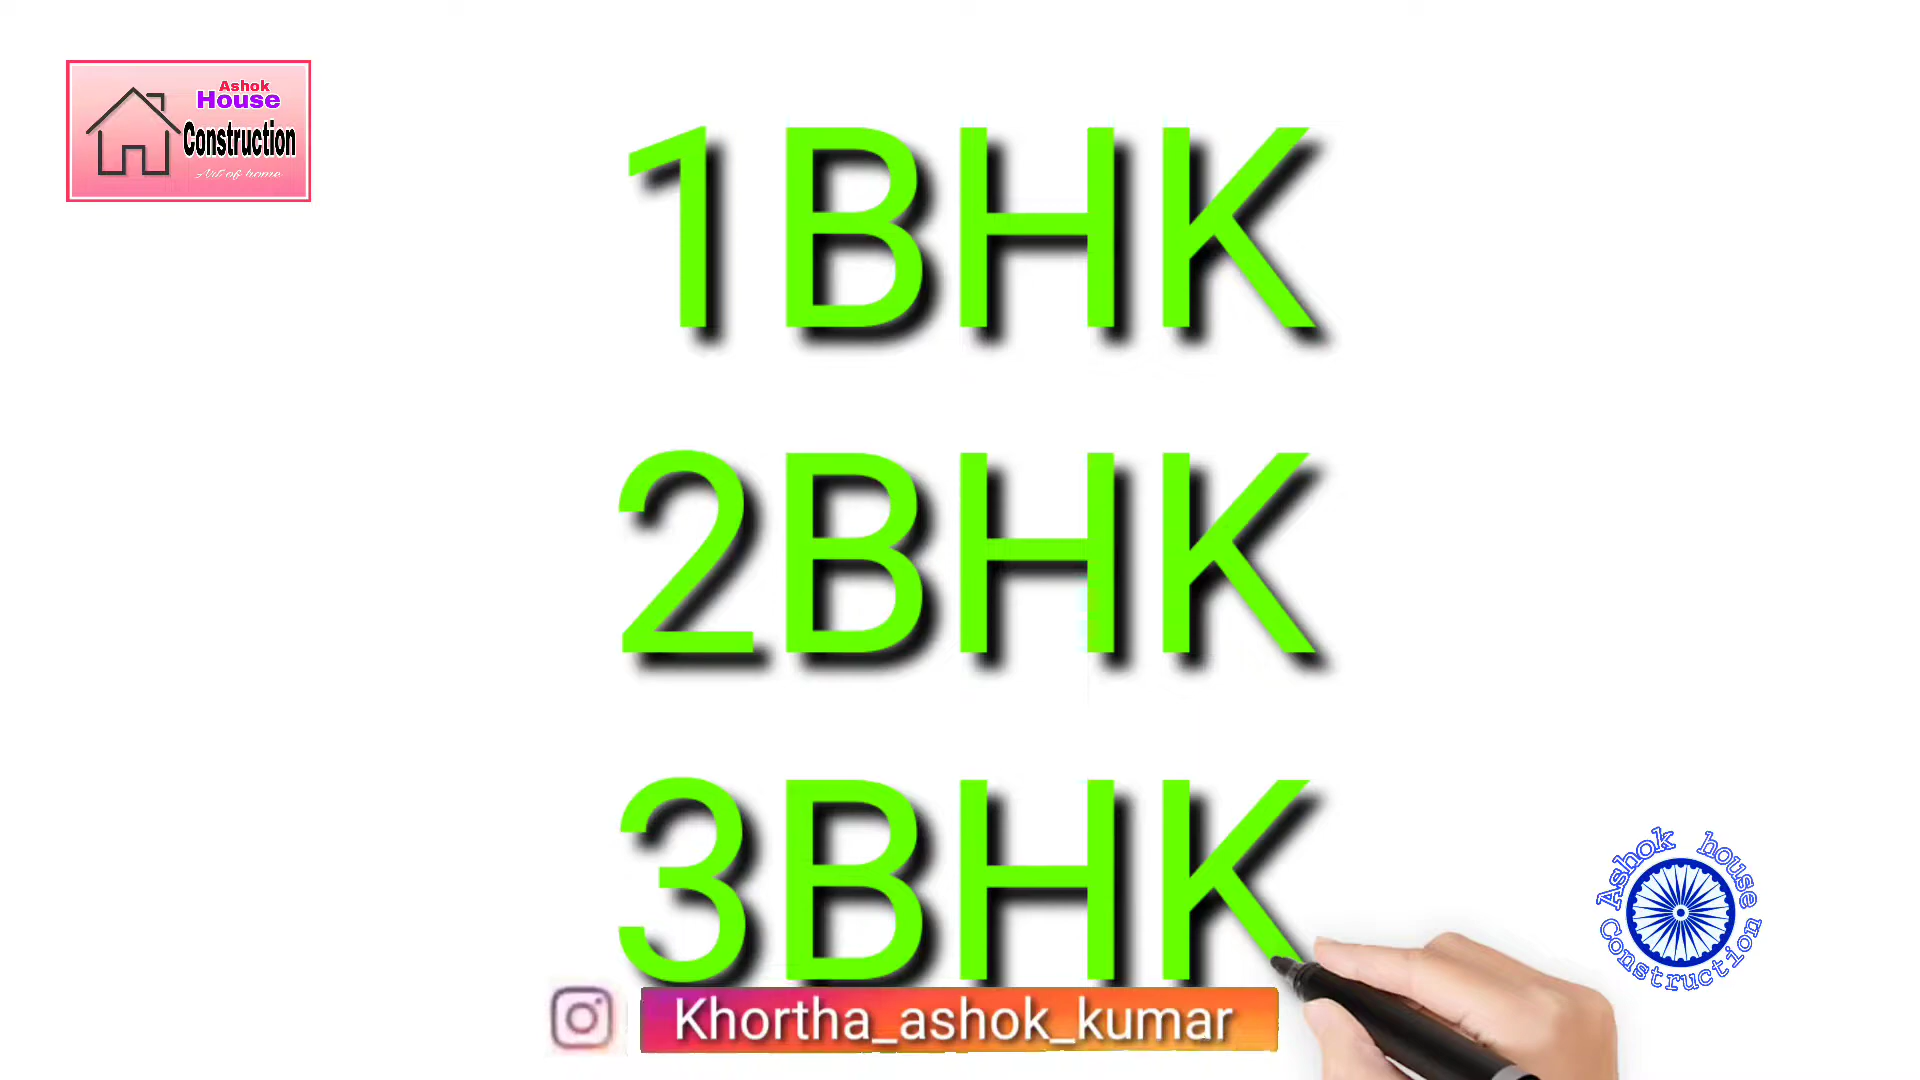 Ashok
House
Construction
Art of home
1BHK
2BHK
3BHK
Ashok house
Construction
Khortha_ashok_kumar